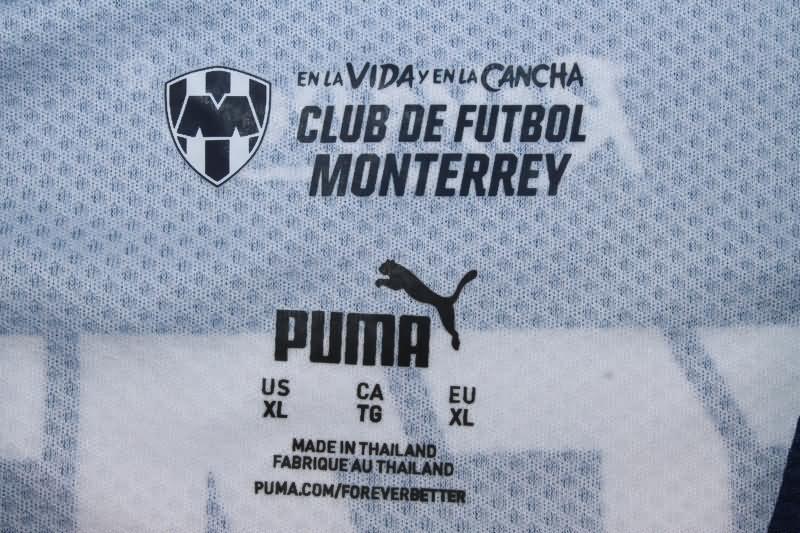 EN LA VIDA Y EN LA CANCHA
CLUB DE FUTBOL
MONTERREY
M
PUMA
US CA EU
XL TG XL
MADE IN THAILAND
FABRIQUE AU THAILAND
PUMA.COM/FOREVERBETTER